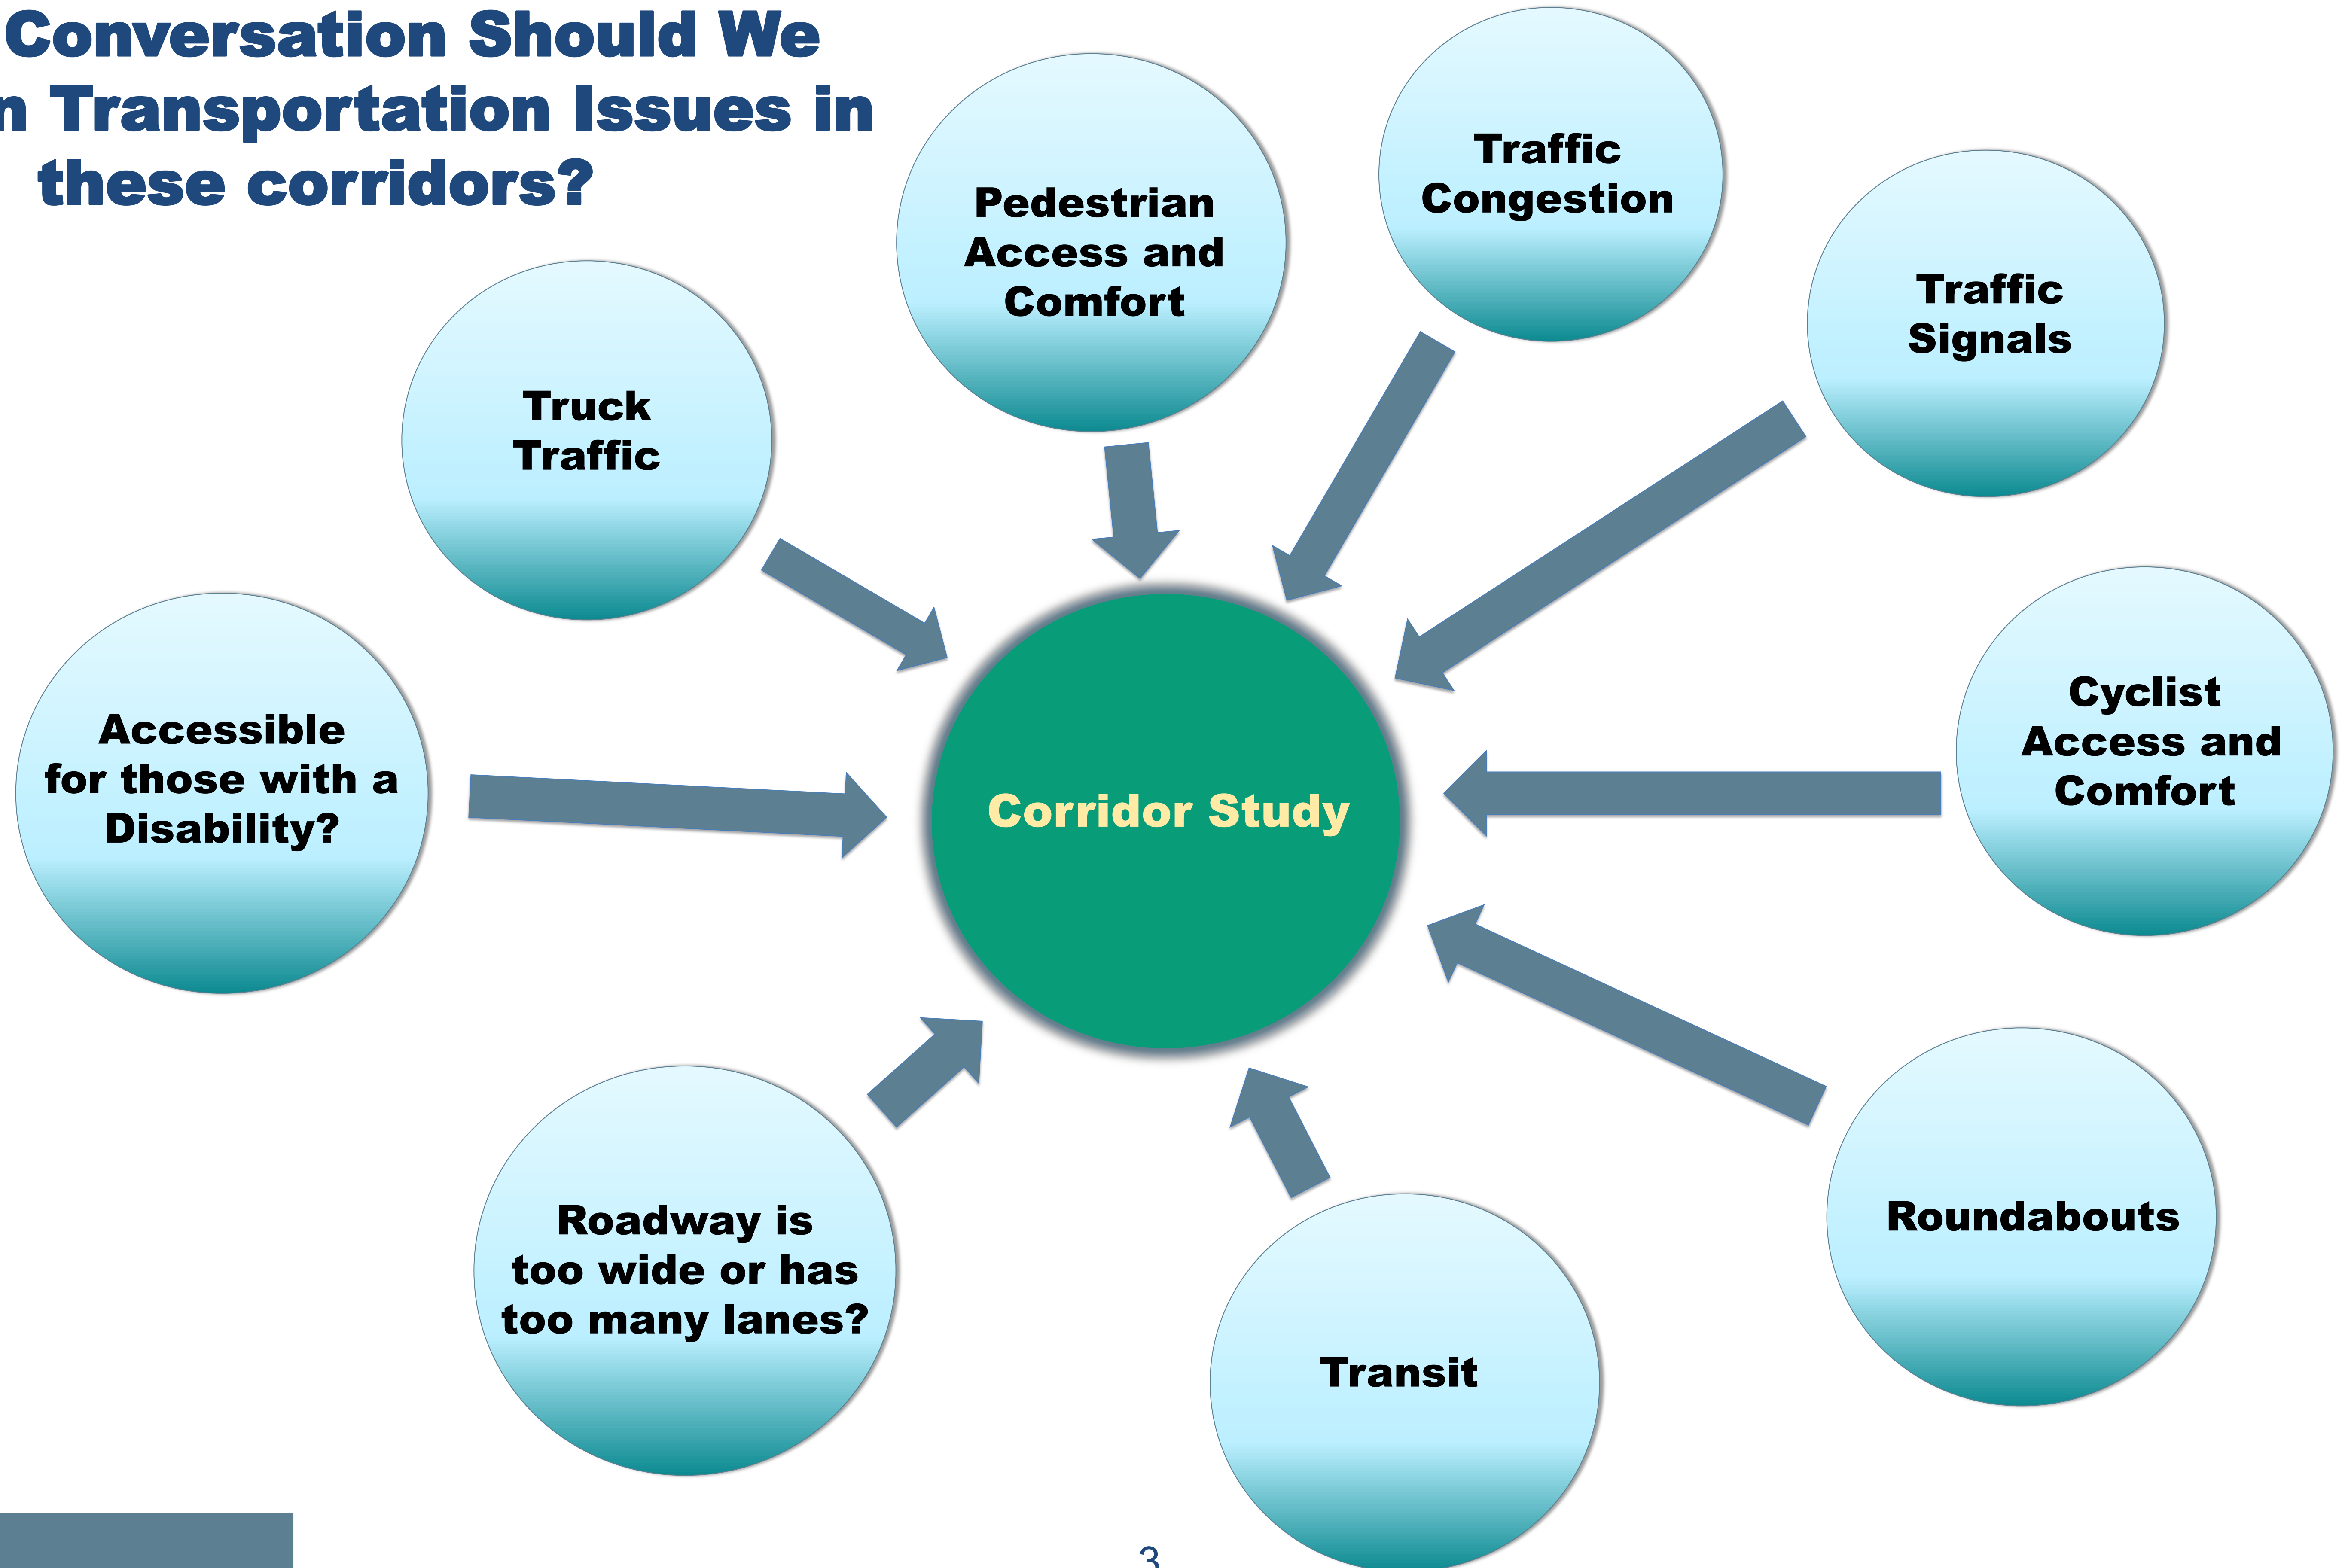 Conversation Should We
n Transportation Issues in
these corridors?
Pedestrian
Access and
Comfort
Traffic
Congestion
Traffic
Signals
Truck
Traffic
Cyclist
Access and
Comfort
Accessible
for those with a
Disability?
Corridor Study
Roadway is
too wide or has
too many lanes?
Roundabouts
Transit
3